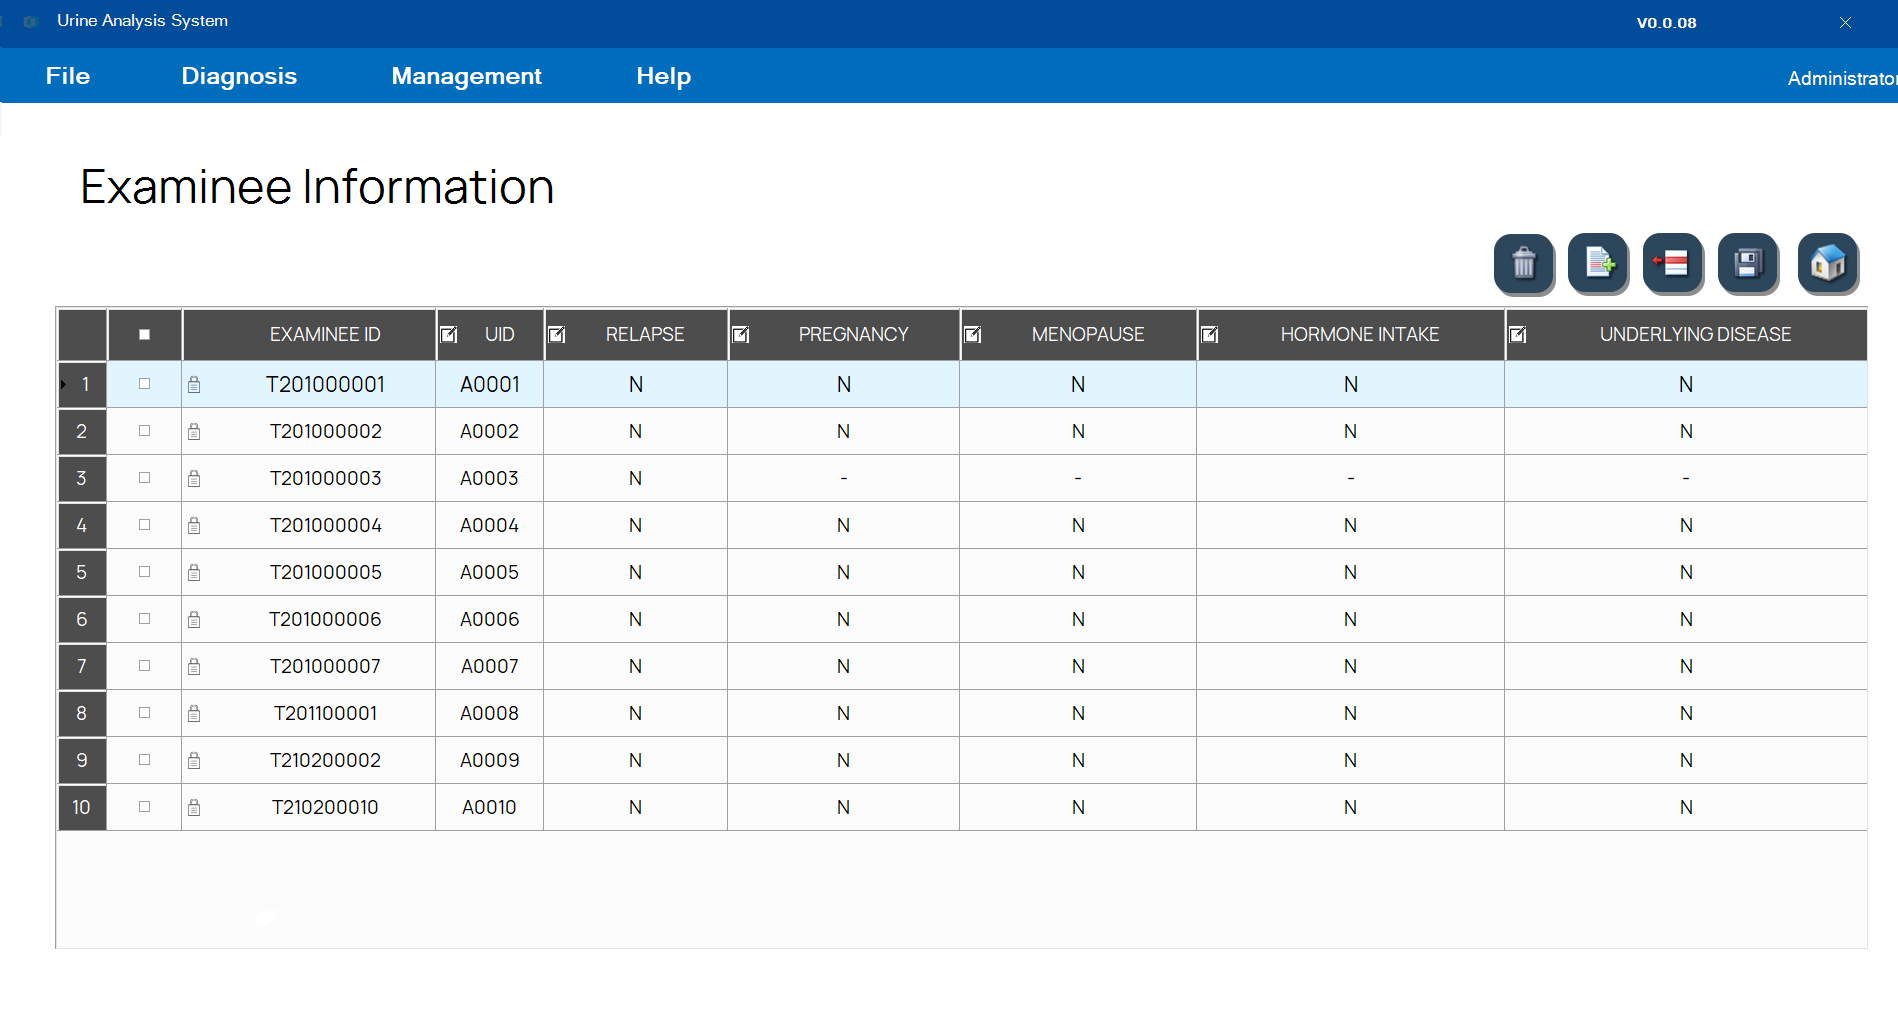 Urine Analysis System V0.0.08
File Diagnosis Management Help Administrator
Examinee Information
EXAMINEE ID UID RELAPSE PREGNANCY MENOPAUSE HORMONE INTAKE UNDERLYING DISEASE
1 T201000001 A0001 N N N N N
2 T201000002 A0002 N N N N N
3 T201000003 A0003 N - - - -
4 T201000004 A0004 N N N N N
5 T201000005 A0005 N N N N N
6 T201000006 A0006 N N N N N
7 T201000007 A0007 N N N N N
8 T201100001 A0008 N N N N N
9 T210200002 A0009 N N N N N
10 T210200010 A0010 N N N N N